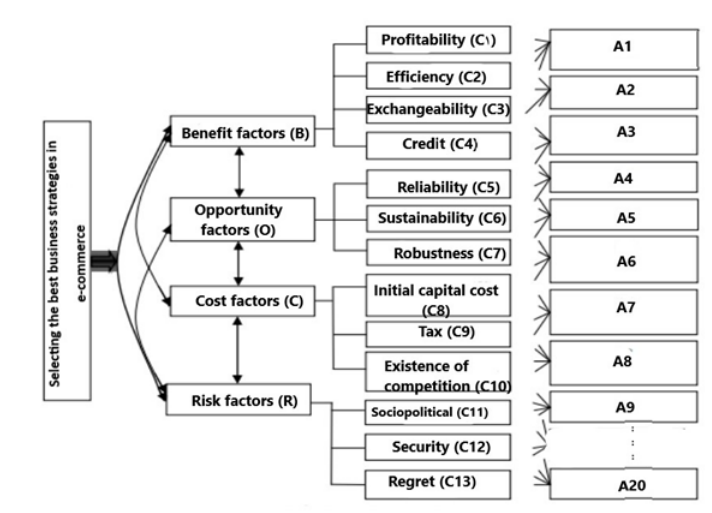 Selecting the best business strategies in
e-commerce
Benefit factors (B)
Opportunity
factors (O)
Cost factors (C)
Risk factors (R)
Profitability (C١)
Efficiency (C2)
Exchangeability (C3)
Credit (C4)
Reliability (C5)
Sustainability (C6)
Robustness (C7)
Initial capital cost
(C8)
Tax (C9)
Existence of
competition (C10)
Sociopolitical (C11)
Security (C12)
Regret (C13)
A1
A2
A3
A4
A5
A6
A7
A8
A9
A20